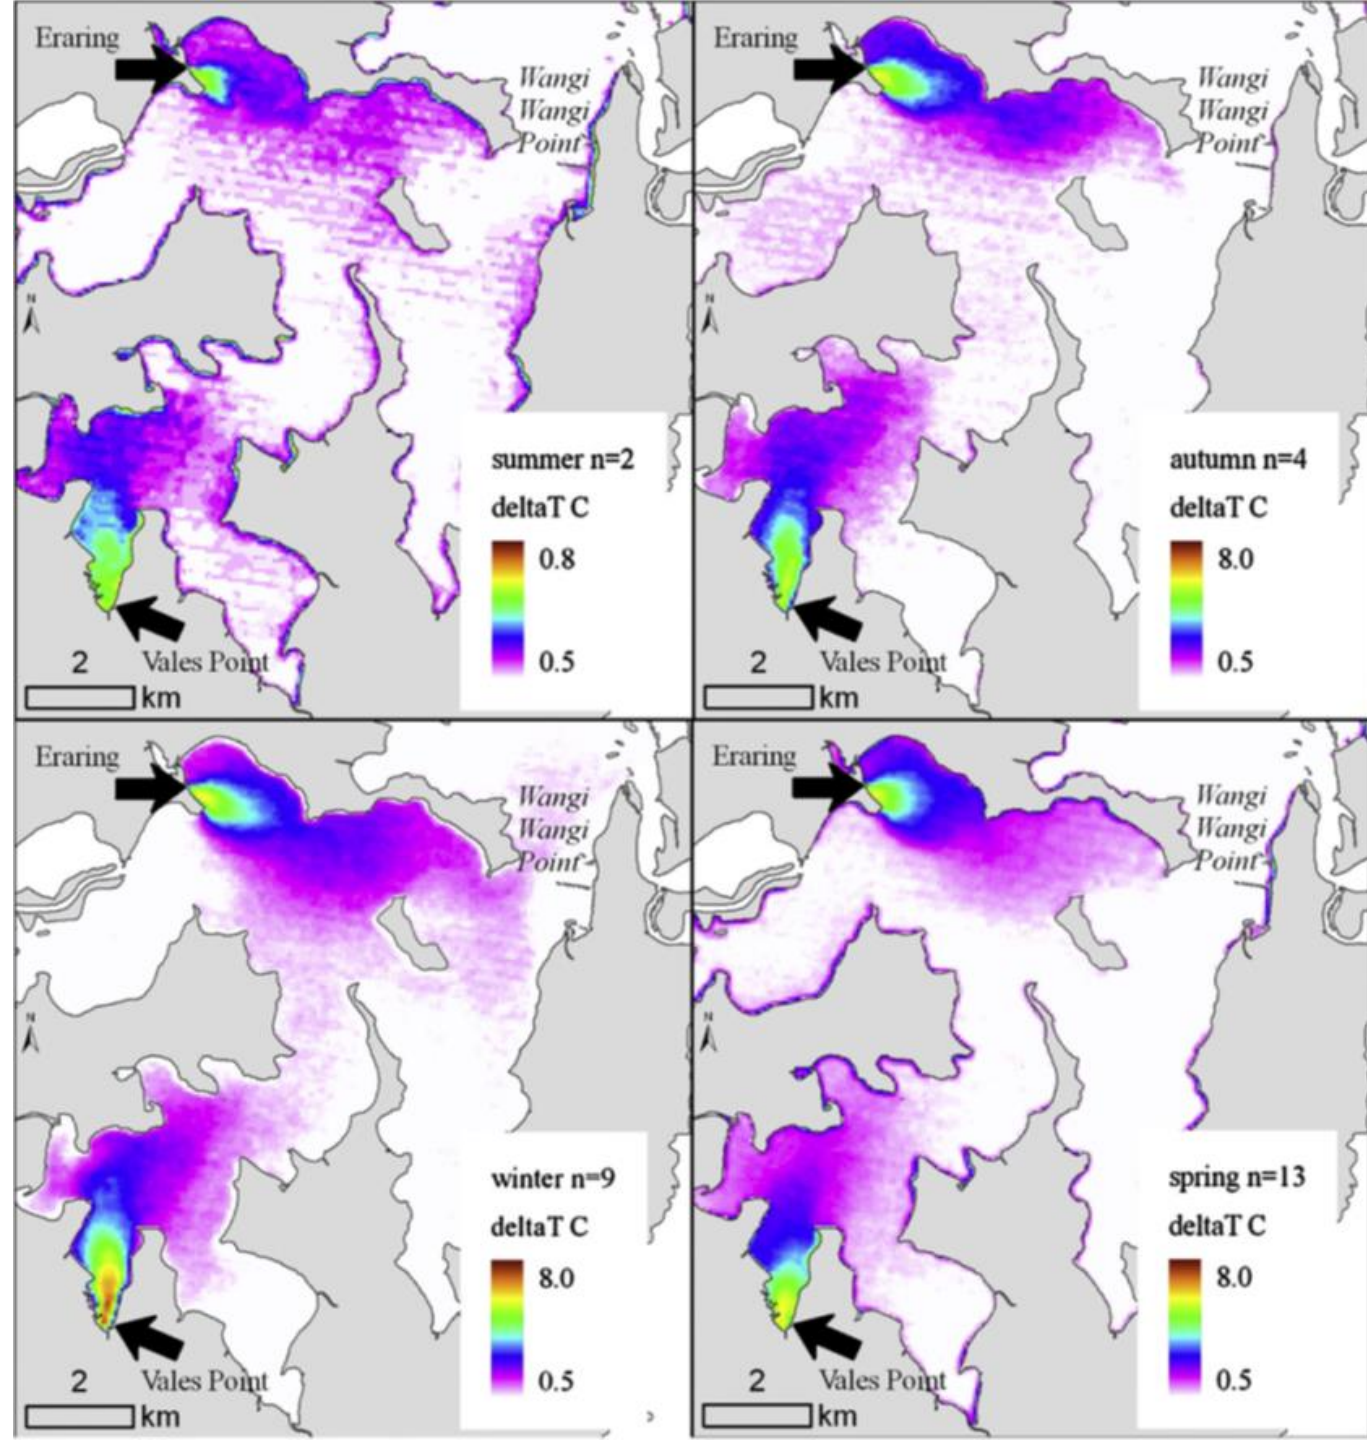 Eraring
Wangi
Wangi
Point
N
summer n=2
deltaT C
0.8
0.5
2
Vales Point
km
Eraring
Wangi
Wangi
Point
N
autumn n=4
deltaT C
8.0
0.5
2
Vales Point
km
Eraring
Wangi
Wangi
Point
N
winter n=9
deltaT C
8.0
0.5
2
Vales Point
km
Eraring
Wangi
Wangi
Point
N
spring n=13
deltaT C
8.0
0.5
2
Vales Point
km